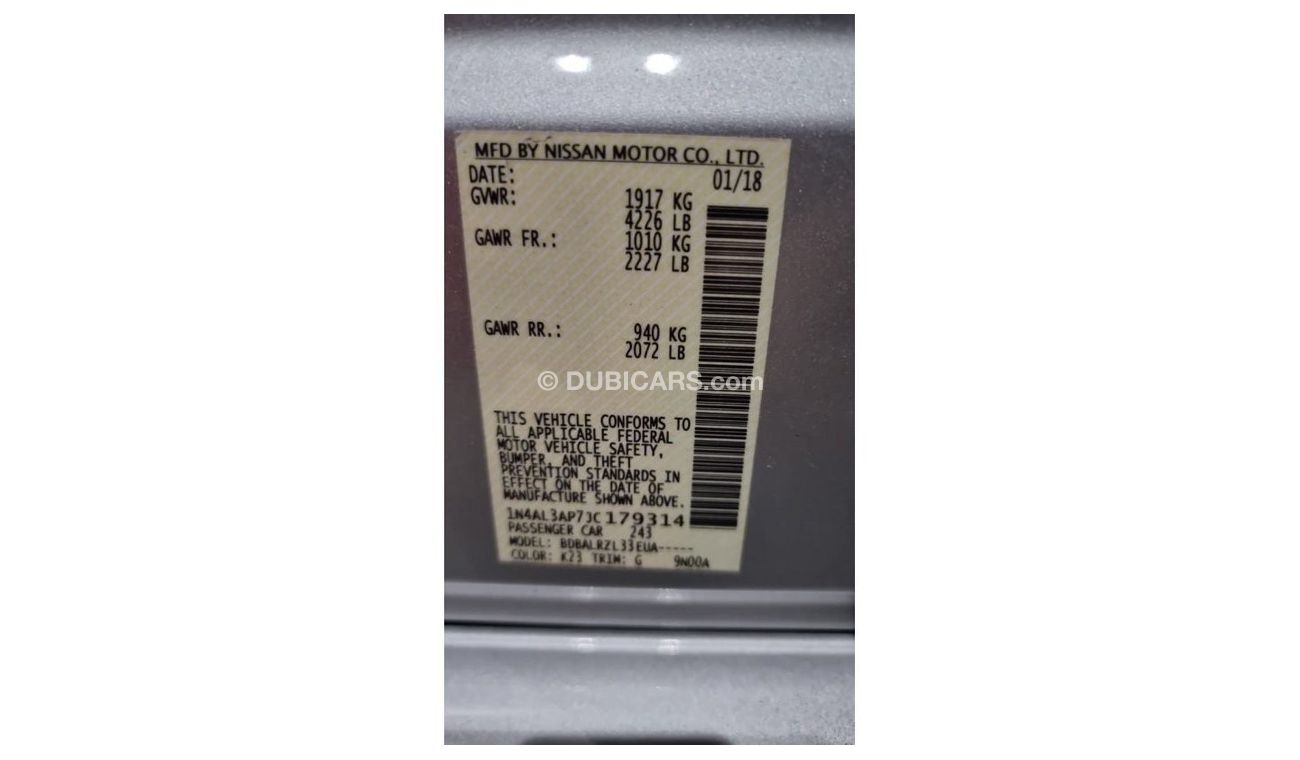 MFD BY NISSAN MOTOR CO., LTD.
DATE: 01/18
GVWR: 1917 KG
4226 LB
GAWR FR.: 1010 KG
2227 LB
GAWR RR.: 940 KG
2072 LB
© DUBICARS.com
THIS VEHICLE CONFORMS TO
ALL APPLICABLE FEDERAL
MOTOR VEHICLE SAFETY,
BUMPER, AND THEFT
PREVENTION STANDARDS IN
EFFECT ON THE DATE OF
MANUFACTURE SHOWN ABOVE.
1N4AL3AP7JC179314
PASSENGER CAR 243
MODEL: BDBALRZL33EUA-----
COLOR: K23 TRIM: G 9N00A